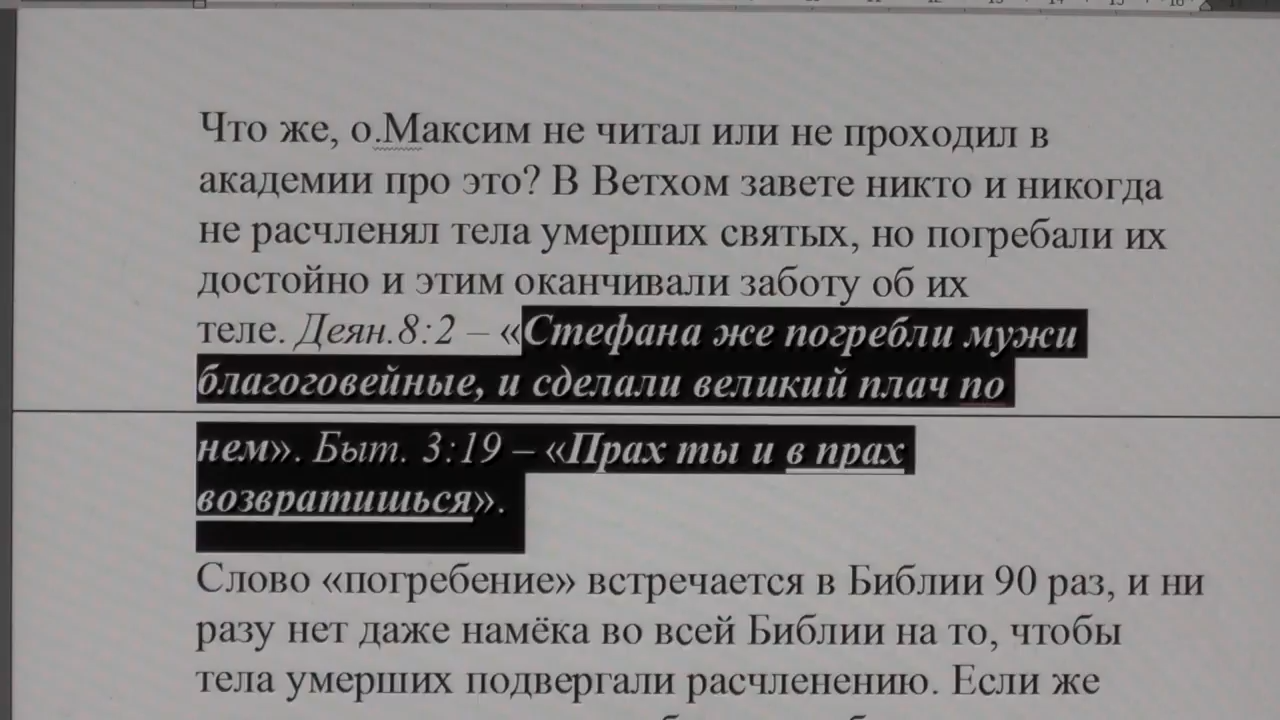 Что же, о.Максим не читал или не проходил в
академии про это? В Ветхом завете никто и никогда
не расчленял тела умерших святых, но погребали их
достойно и этим оканчивали заботу об их
теле. Деян.8:2 – «Стефана же погребли мужи
благоговейные, и сделали великий плач по
нем». Быт. 3:19 – «Прах ты и в прах
возвратишься».
Слово «погребение» встречается в Библии 90 раз, и ни
разу нет даже намёка во всей Библии на то, чтобы
тела умерших подвергали расчленению. Если же